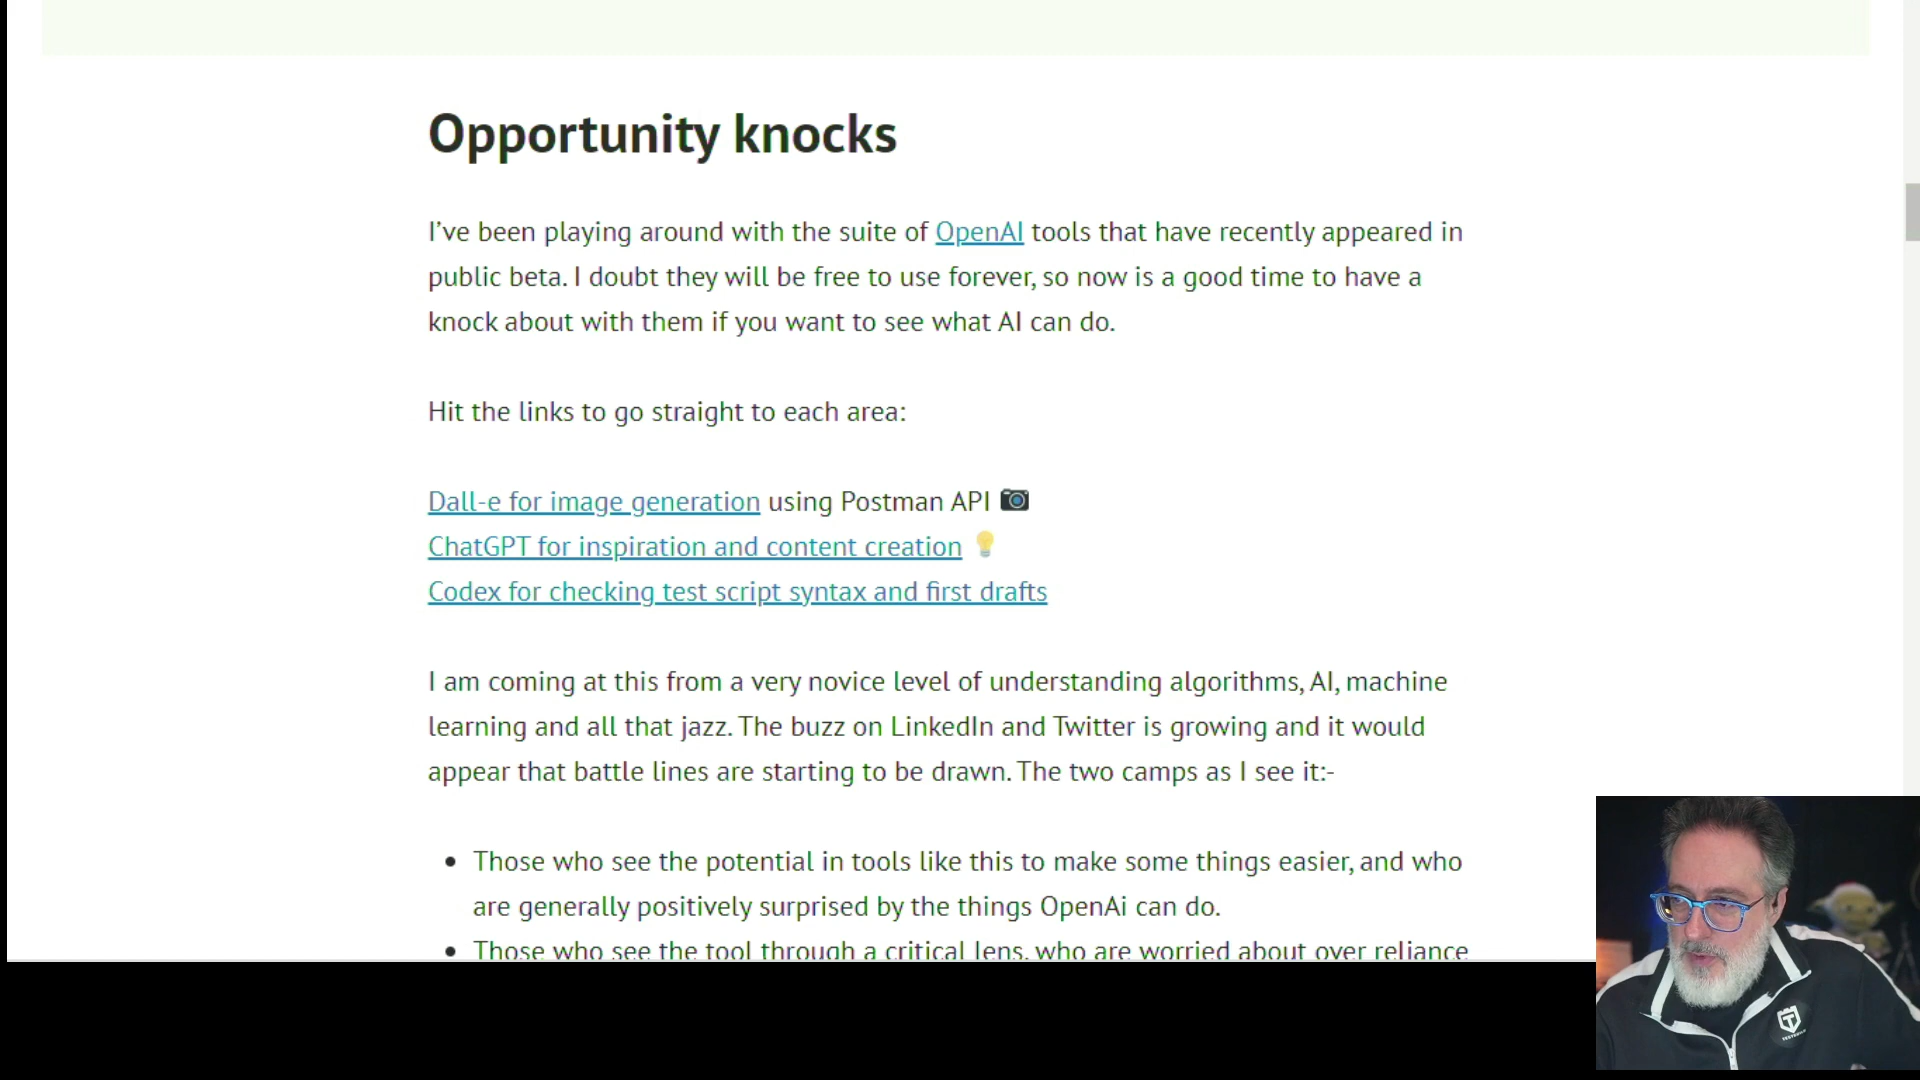 Opportunity knocks
I've been playing around with the suite of OpenAI tools that have recently appeared in
public beta. I doubt they will be free to use forever, so now is a good time to have a
knock about with them if you want to see what AI can do.
Hit the links to go straight to each area:
Dall-e for image generation using Postman API 📷
ChatGPT for inspiration and content creation 💡
Codex for checking test script syntax and first drafts
I am coming at this from a very novice level of understanding algorithms, AI, machine
learning and all that jazz. The buzz on LinkedIn and Twitter is growing and it would
appear that battle lines are starting to be drawn. The two camps as I see it:-
• Those who see the potential in tools like this to make some things easier, and who
are generally positively surprised by the things OpenAi can do.
• Those who see the tool through a critical lens, who are worried about over reliance